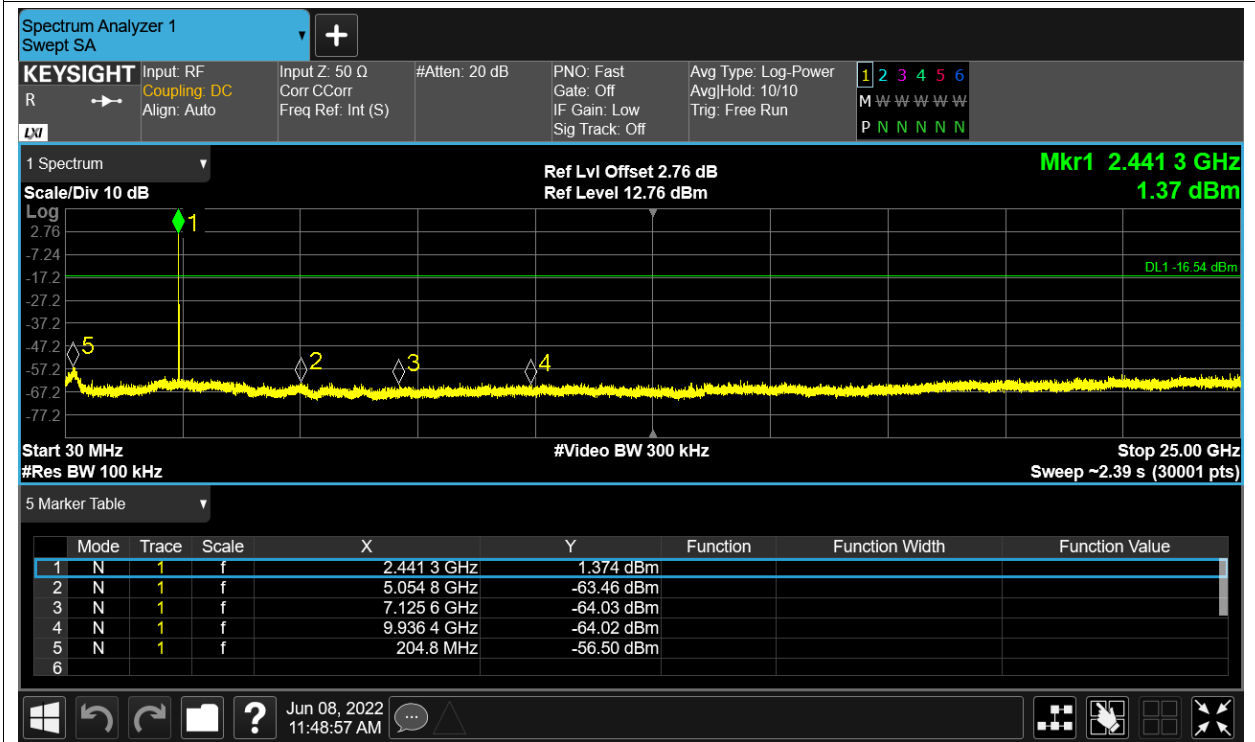 Spectrum Analyzer 1
Swept SA
KEYSIGHT
R
LXI
Input: RF
Coupling: DC
Align: Auto
Input Z: 50 Ω
Corr CCorr
Freq Ref: Int (S)
#Atten: 20 dB
PNO: Fast
Gate: Off
IF Gain: Low
Sig Track: Off
Avg Type: Log-Power
Avg|Hold: 10/10
Trig: Free Run
1 2 3 4 5 6
M W W W W W
P N N N N N
1 Spectrum
Scale/Div 10 dB
Ref Lvl Offset 2.76 dB
Ref Level 12.76 dBm
Mkr1 2.441 3 GHz
1.37 dBm
Log
2.76
-7.24
-17.2
-27.2
-37.2
-47.2
-57.2
-67.2
-77.2
1
DL1 -16.54 dBm
5
2
3
4
Start 30 MHz
#Video BW 300 kHz
Stop 25.00 GHz
#Res BW 100 kHz
Sweep ~2.39 s (30001 pts)
5 Marker Table
Mode Trace Scale X Y Function Function Width Function Value
1 N 1 f 2.441 3 GHz 1.374 dBm
2 N 1 f 5.054 8 GHz -63.46 dBm
3 N 1 f 7.125 6 GHz -64.03 dBm
4 N 1 f 9.936 4 GHz -64.02 dBm
5 N 1 f 204.8 MHz -56.50 dBm
6
?
Jun 08, 2022
11:48:57 AM